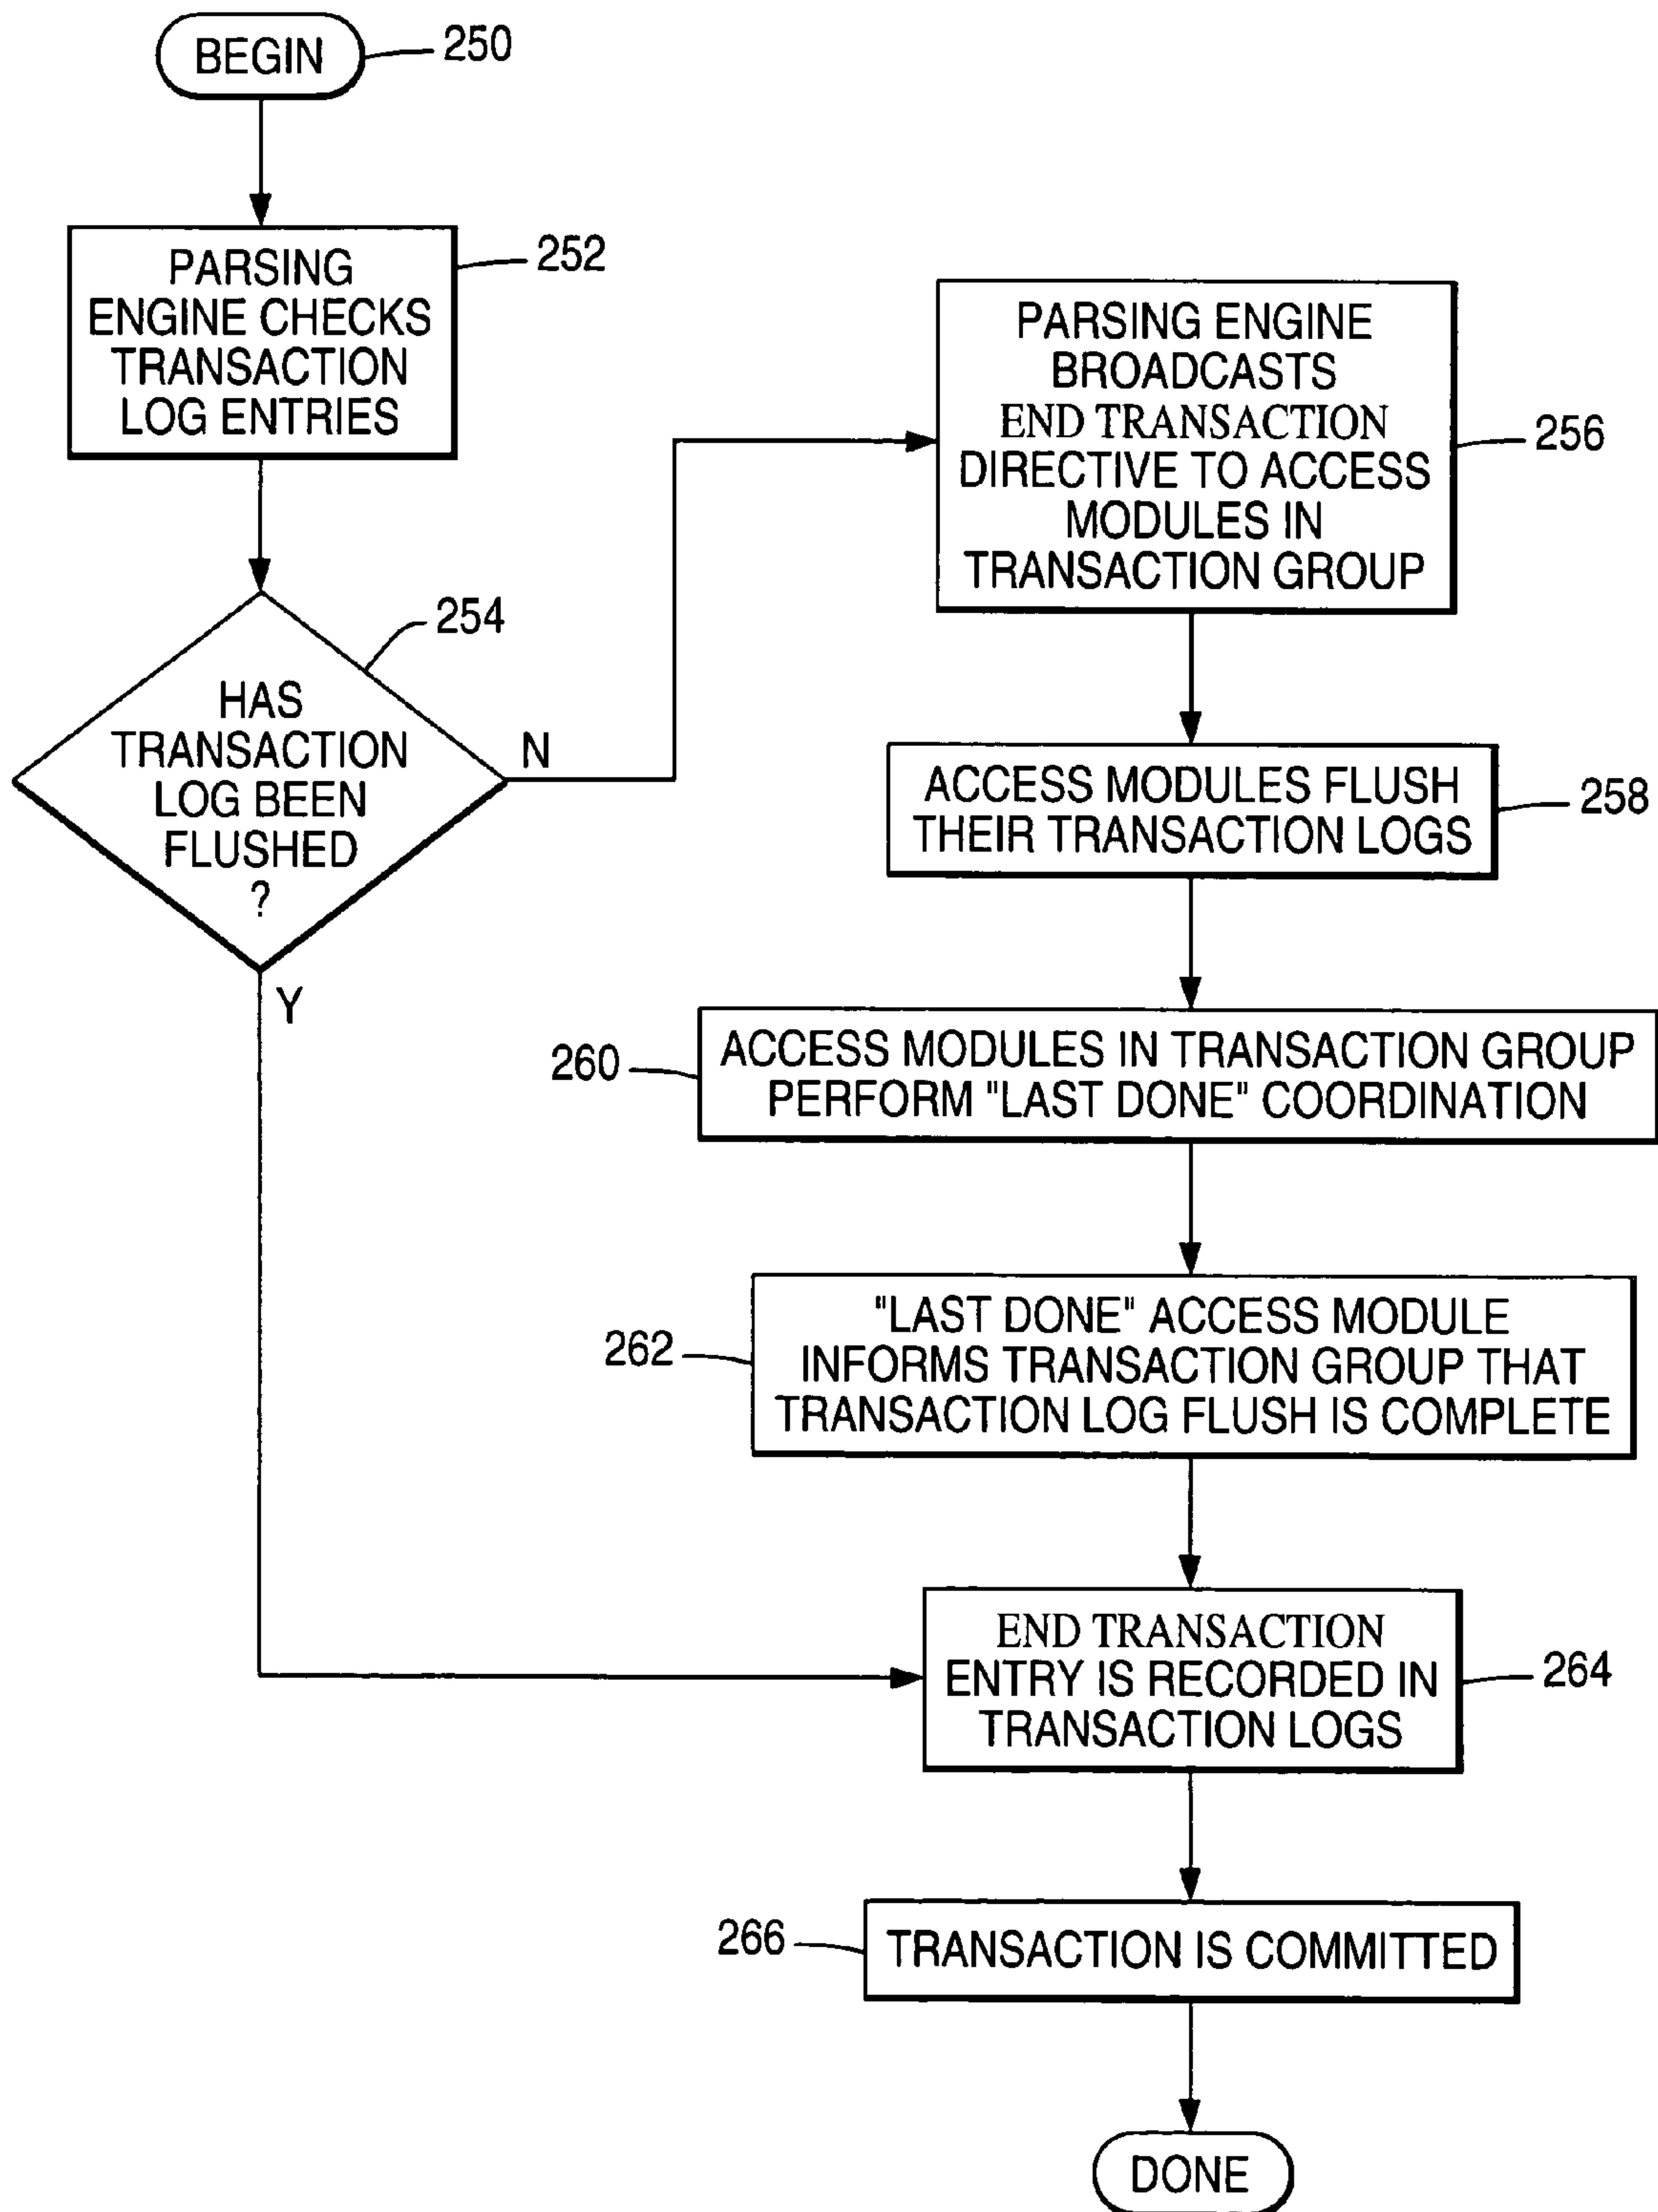 BEGIN
250
PARSING
ENGINE CHECKS
TRANSACTION
LOG ENTRIES
252
HAS
TRANSACTION
LOG BEEN
FLUSHED
?
254
N
Y
PARSING ENGINE
BROADCASTS
END TRANSACTION
DIRECTIVE TO ACCESS
MODULES IN
TRANSACTION GROUP
256
ACCESS MODULES FLUSH
THEIR TRANSACTION LOGS
258
260
ACCESS MODULES IN TRANSACTION GROUP
PERFORM "LAST DONE" COORDINATION
262
"LAST DONE" ACCESS MODULE
INFORMS TRANSACTION GROUP THAT
TRANSACTION LOG FLUSH IS COMPLETE
END TRANSACTION
ENTRY IS RECORDED IN
TRANSACTION LOGS
264
266
TRANSACTION IS COMMITTED
DONE